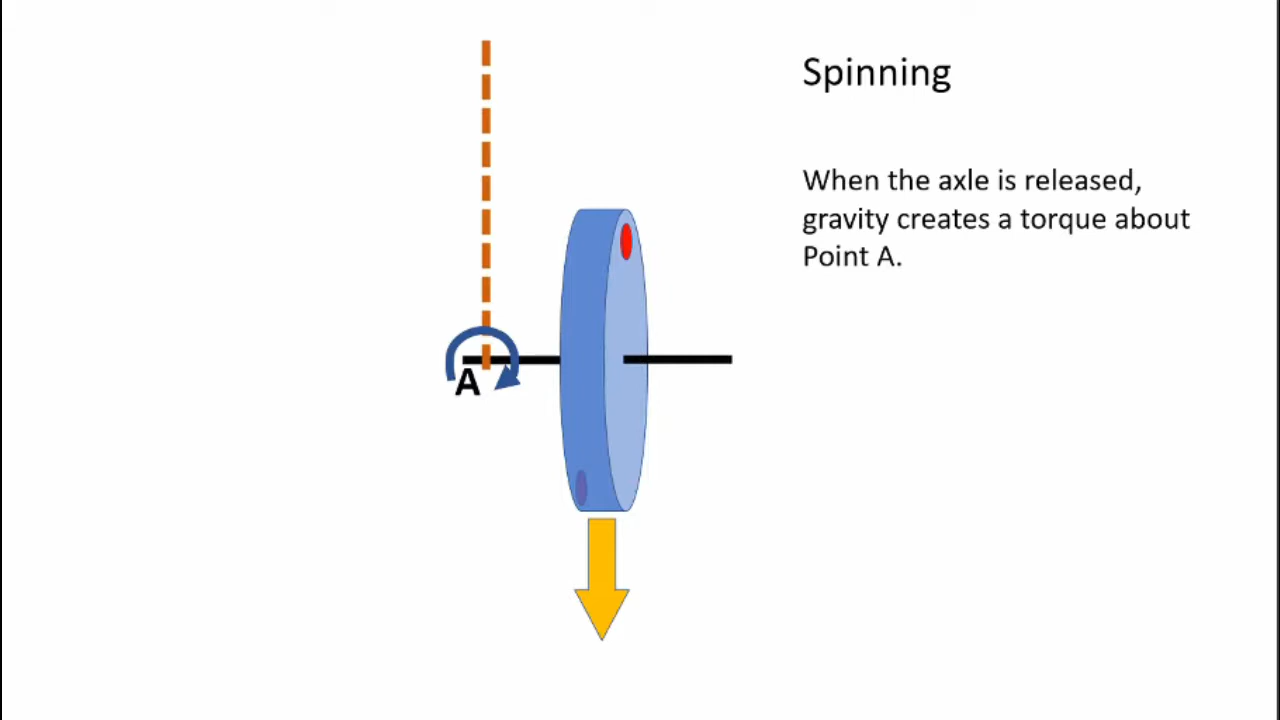 Spinning
When the axle is released,
gravity creates a torque about
Point A.
A